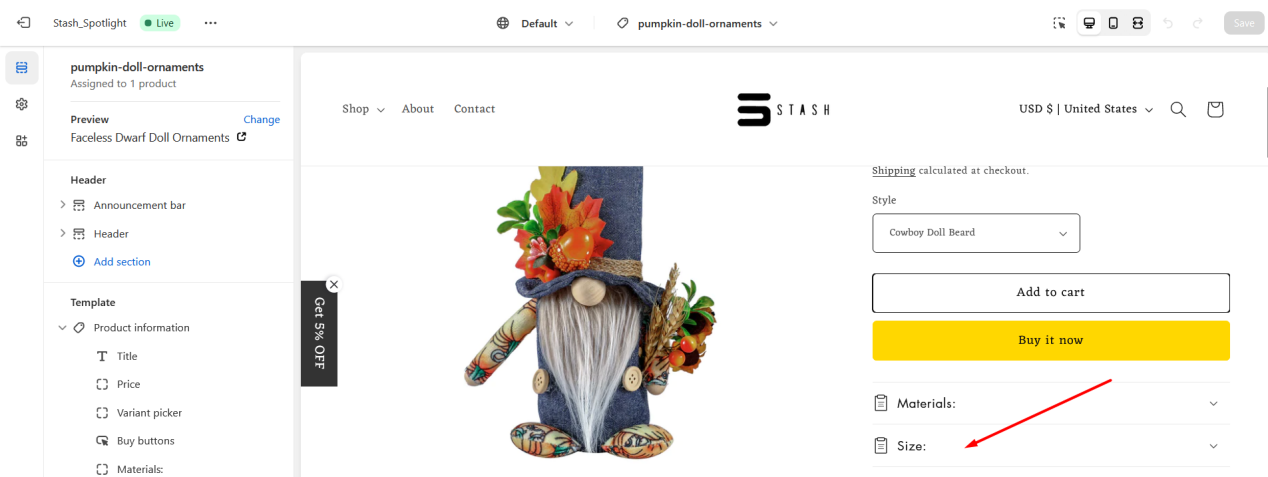 Stash_Spotlight Live ... Default pumpkin-doll-ornaments Save
pumpkin-doll-ornaments
Assigned to 1 product
Preview Change
Faceless Dwarf Doll Ornaments
Header
Announcement bar
Header
Add section
Template
Product information
Title
Price
Variant picker
Buy buttons
Materials:
Shop About Contact STASH USD $ | United States
Get 5% OFF
Shipping calculated at checkout.
Style
Cowboy Doll Beard
Add to cart
Buy it now
Materials:
Size: